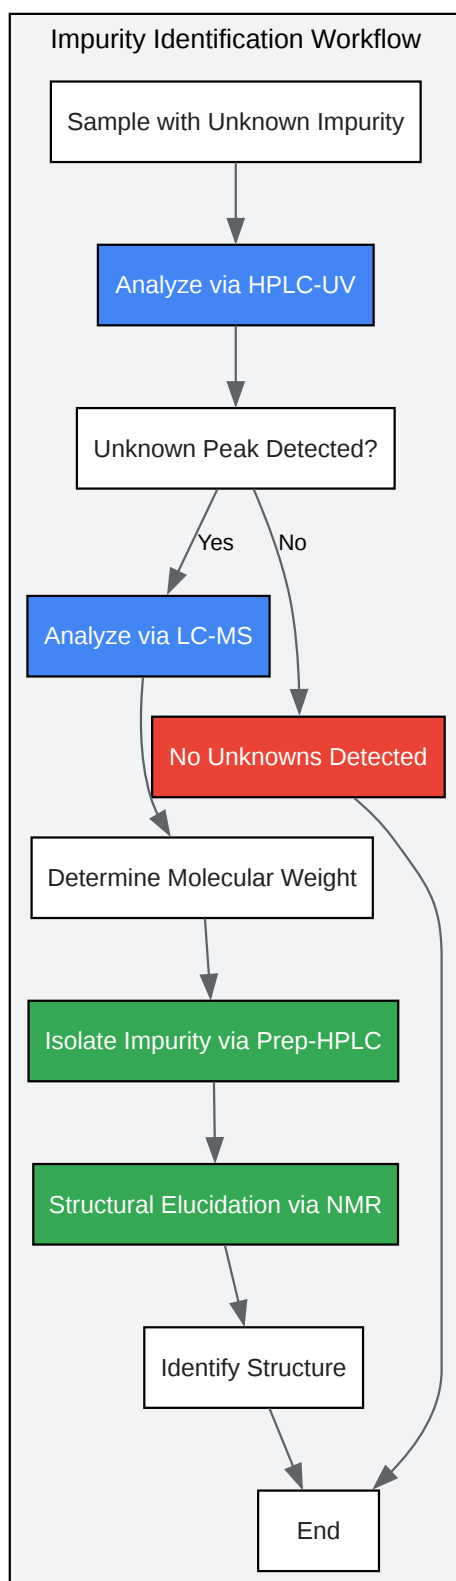 Impurity Identification Workflow
Sample with Unknown Impurity
Analyze via HPLC-UV
Unknown Peak Detected?
Yes
No
Analyze via LC-MS
No Unknowns Detected
Determine Molecular Weight
Isolate Impurity via Prep-HPLC
Structural Elucidation via NMR
Identify Structure
End